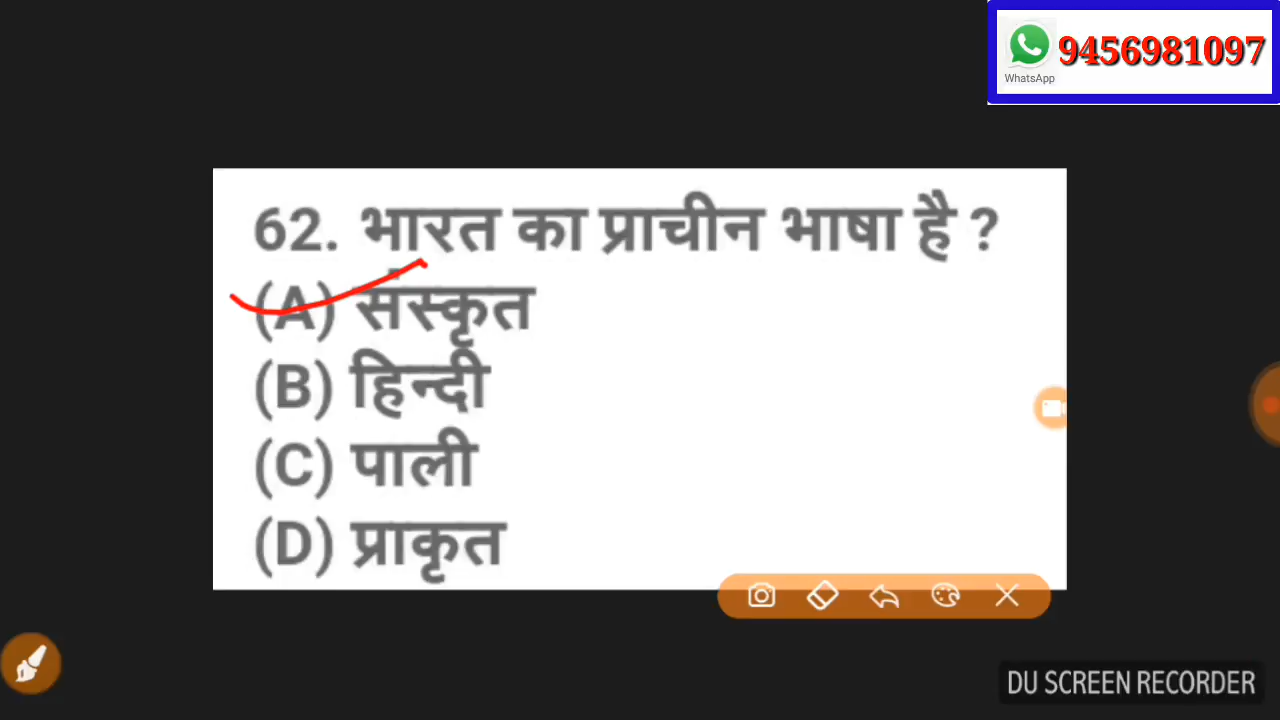 9456981097
WhatsApp
62. भारत का प्राचीन भाषा है ?
(A) संस्कृत
(B) हिन्दी
(C) पाली
(D) प्राकृत
DU SCREEN RECORDER